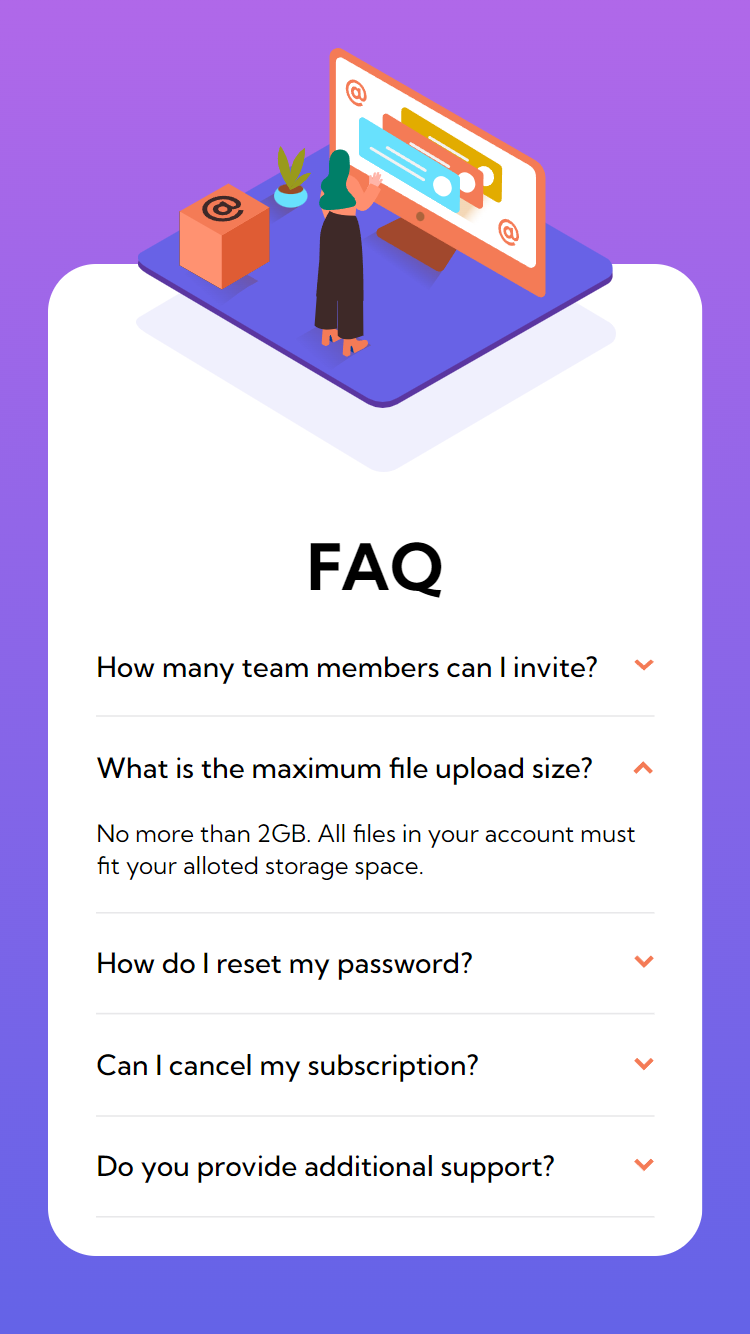 @
@
@
FAQ
How many team members can I invite?
What is the maximum file upload size?
No more than 2GB. All files in your account must
fit your alloted storage space.
How do I reset my password?
Can I cancel my subscription?
Do you provide additional support?